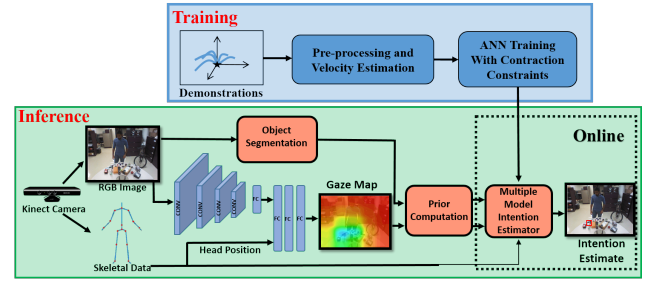 Training
Demonstrations
Pre-processing and
Velocity Estimation
ANN Training
With Contraction
Constraints
Inference
Online
Kinect Camera
RGB Image
Skeletal Data
Object
Segmentation
CONV
CONV
CONV
CONV
FC
FC
FC
FC
Head Position
Gaze Map
Prior
Computation
Multiple
Model
Intention
Estimator
Intention
Estimate